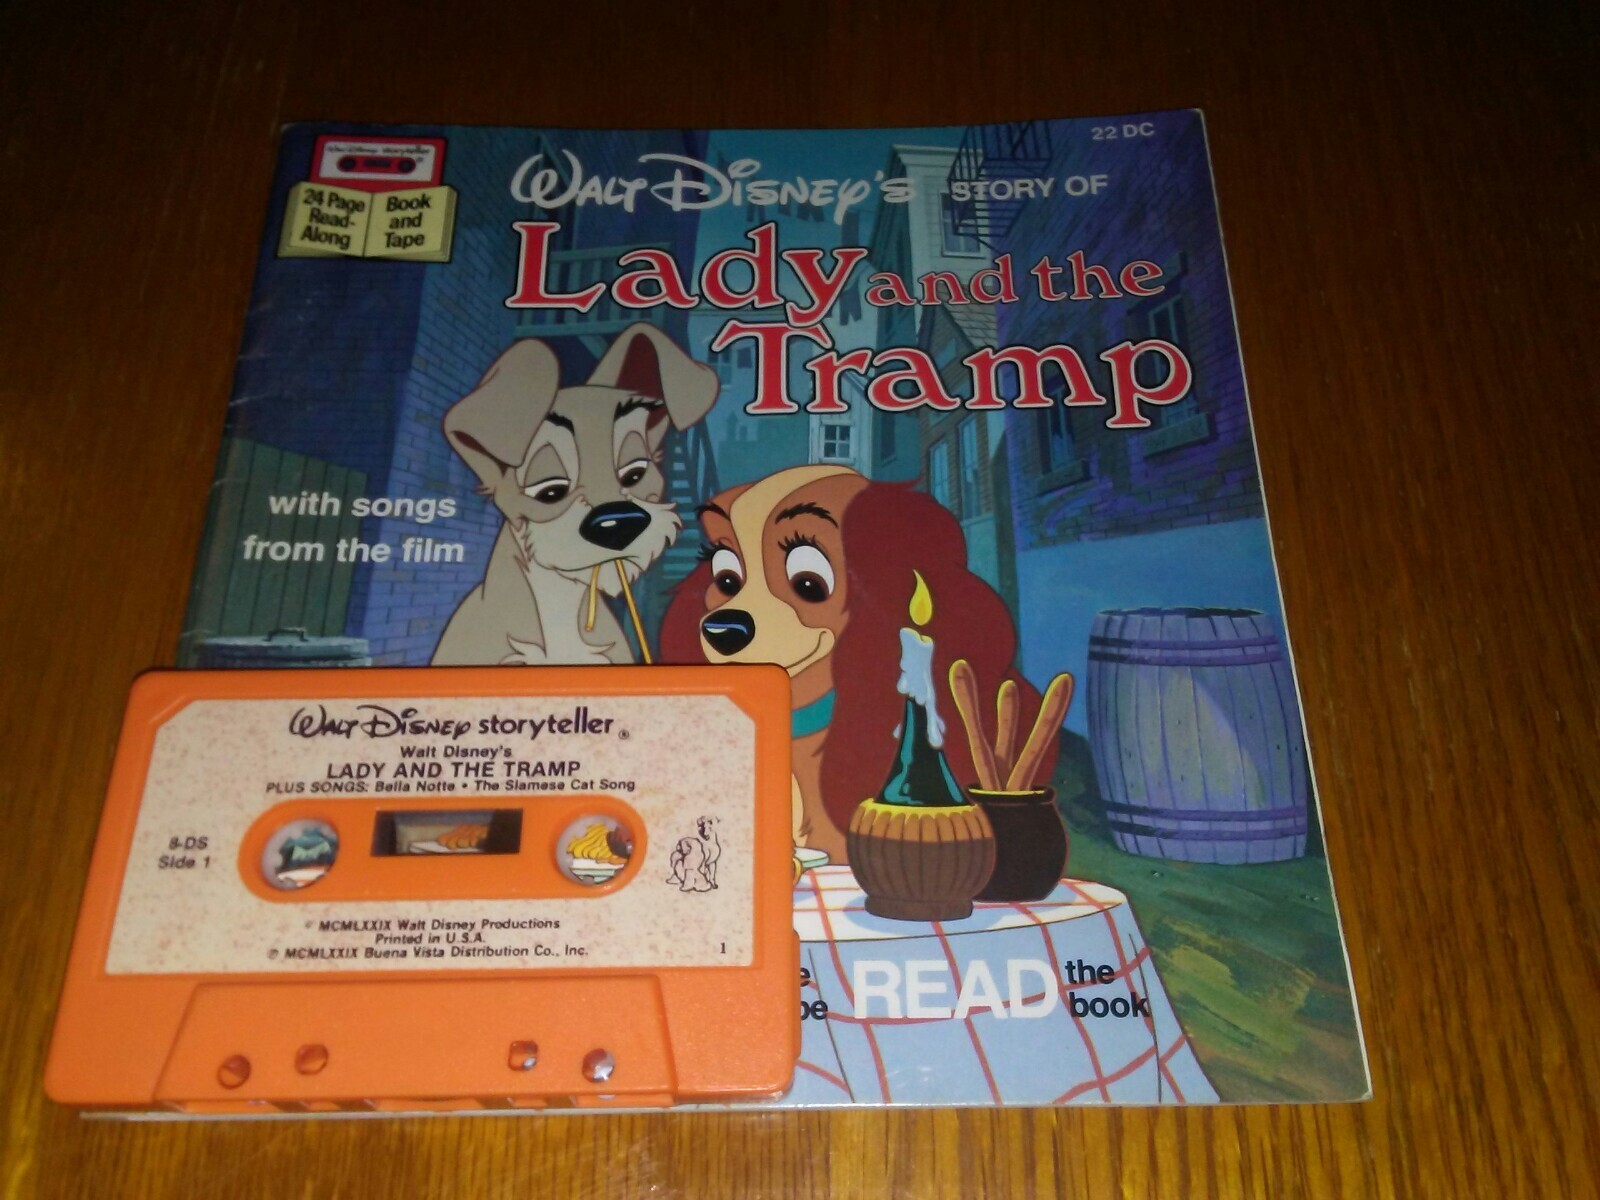 22 DC
Walt Disney storyteller ®
24 Page
Read-
Along
Book
and
Tape
WALT DISNEY'S STORY OF
Lady and the
Tramp
with songs
from the film
WALT DISNEY storyteller ®
Walt Disney's
LADY AND THE TRAMP
PLUS SONGS: Bella Notte • The Siamese Cat Song
8-DS
Side 1
© MCMLXXIX Walt Disney Productions
Printed in U.S.A.
℗ MCMLXXIX Buena Vista Distribution Co., Inc.
1
READ the
book